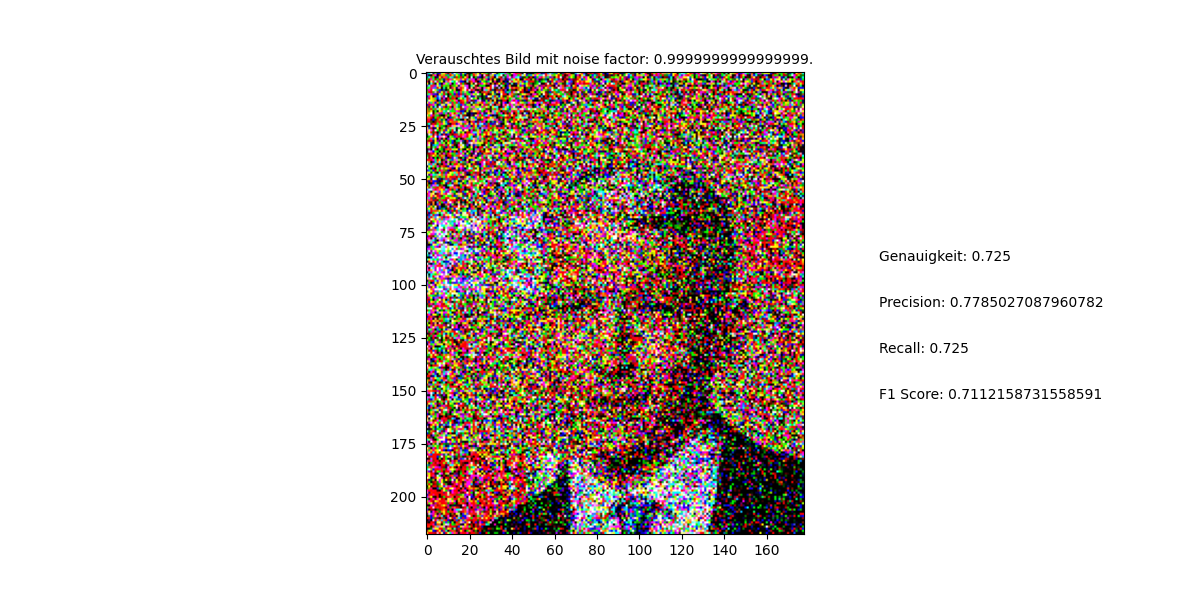 Verauschtes Bild mit noise factor: 0.9999999999999999.
0
25
50
75
100
125
150
175
200
0 20 40 60 80 100 120 140 160
Genauigkeit: 0.725
Precision: 0.7785027087960782
Recall: 0.725
F1 Score: 0.7112158731558591